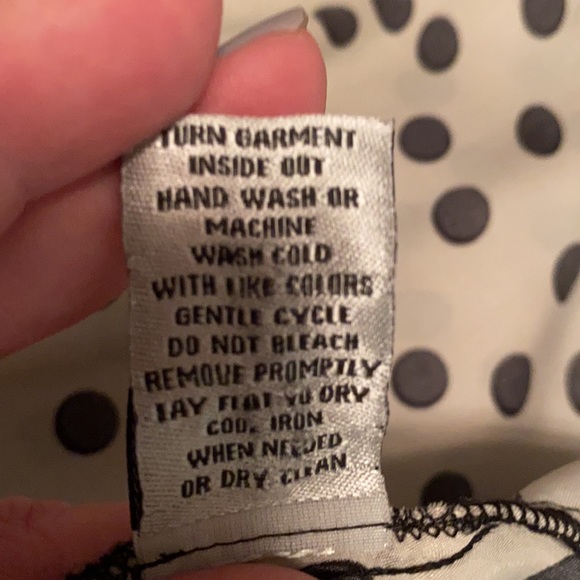 TURN GARMENT
INSIDE OUT
HAND WASH OR
MACHINE
WASH COLD
WITH LIKE COLORS
GENTLE CYCLE
DO NOT BLEACH
REMOVE PROMPTLY
LAY FLAT TO DRY
COOL IRON
WHEN NEEDED
OR DRY CLEAN